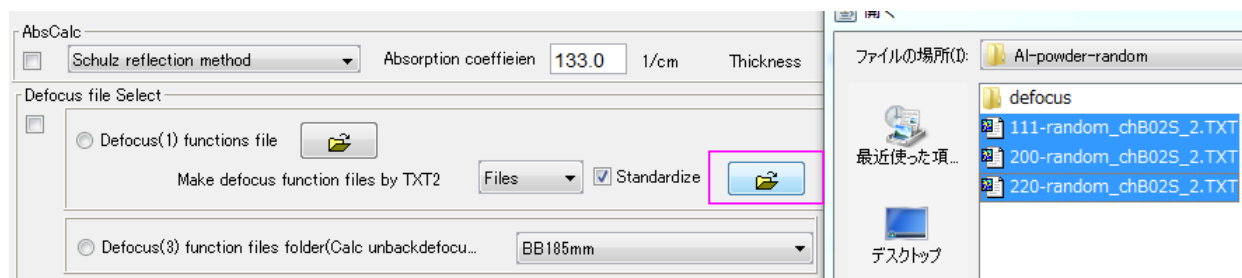 AbsCalc
Schulz reflection method
Absorption coeffieien
133.0
1/cm
Thickness
Defocus file Select
Defocus(1) functions file
Make defocus function files by TXT2
Files
Standardize
Defocus(3) function files folder(Calc unbackdefocu...
BB185mm
開く
ファイルの場所(I):
AI-powder-random
最近使った項...
デスクトップ
defocus
111-random_chB02S_2.TXT
200-random_chB02S_2.TXT
220-random_chB02S_2.TXT